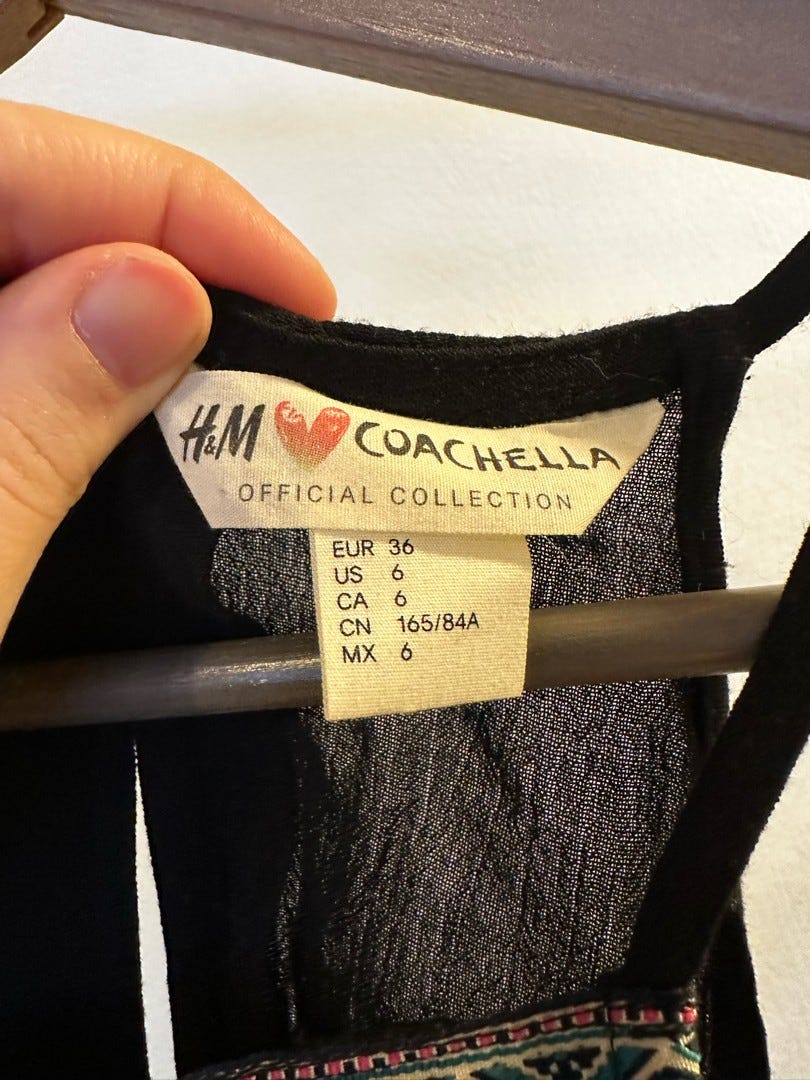 H&M COACHELLA
OFFICIAL COLLECTION
EUR 36
US 6
CA 6
CN 165/84A
MX 6